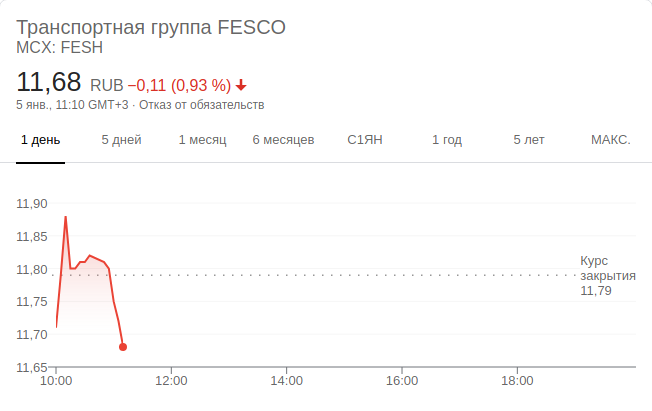 Транспортная группа FESCO
MCX: FESH
11,68 RUB −0,11 (0,93 %)
5 янв., 11:10 GMT+3 · Отказ от обязательств
1 день 5 дней 1 месяц 6 месяцев С1ЯН 1 год 5 лет МАКС.
11,90
11,85
11,80
11,75
11,70
11,65
Курс
закрытия
11,79
10:00 12:00 14:00 16:00 18:00